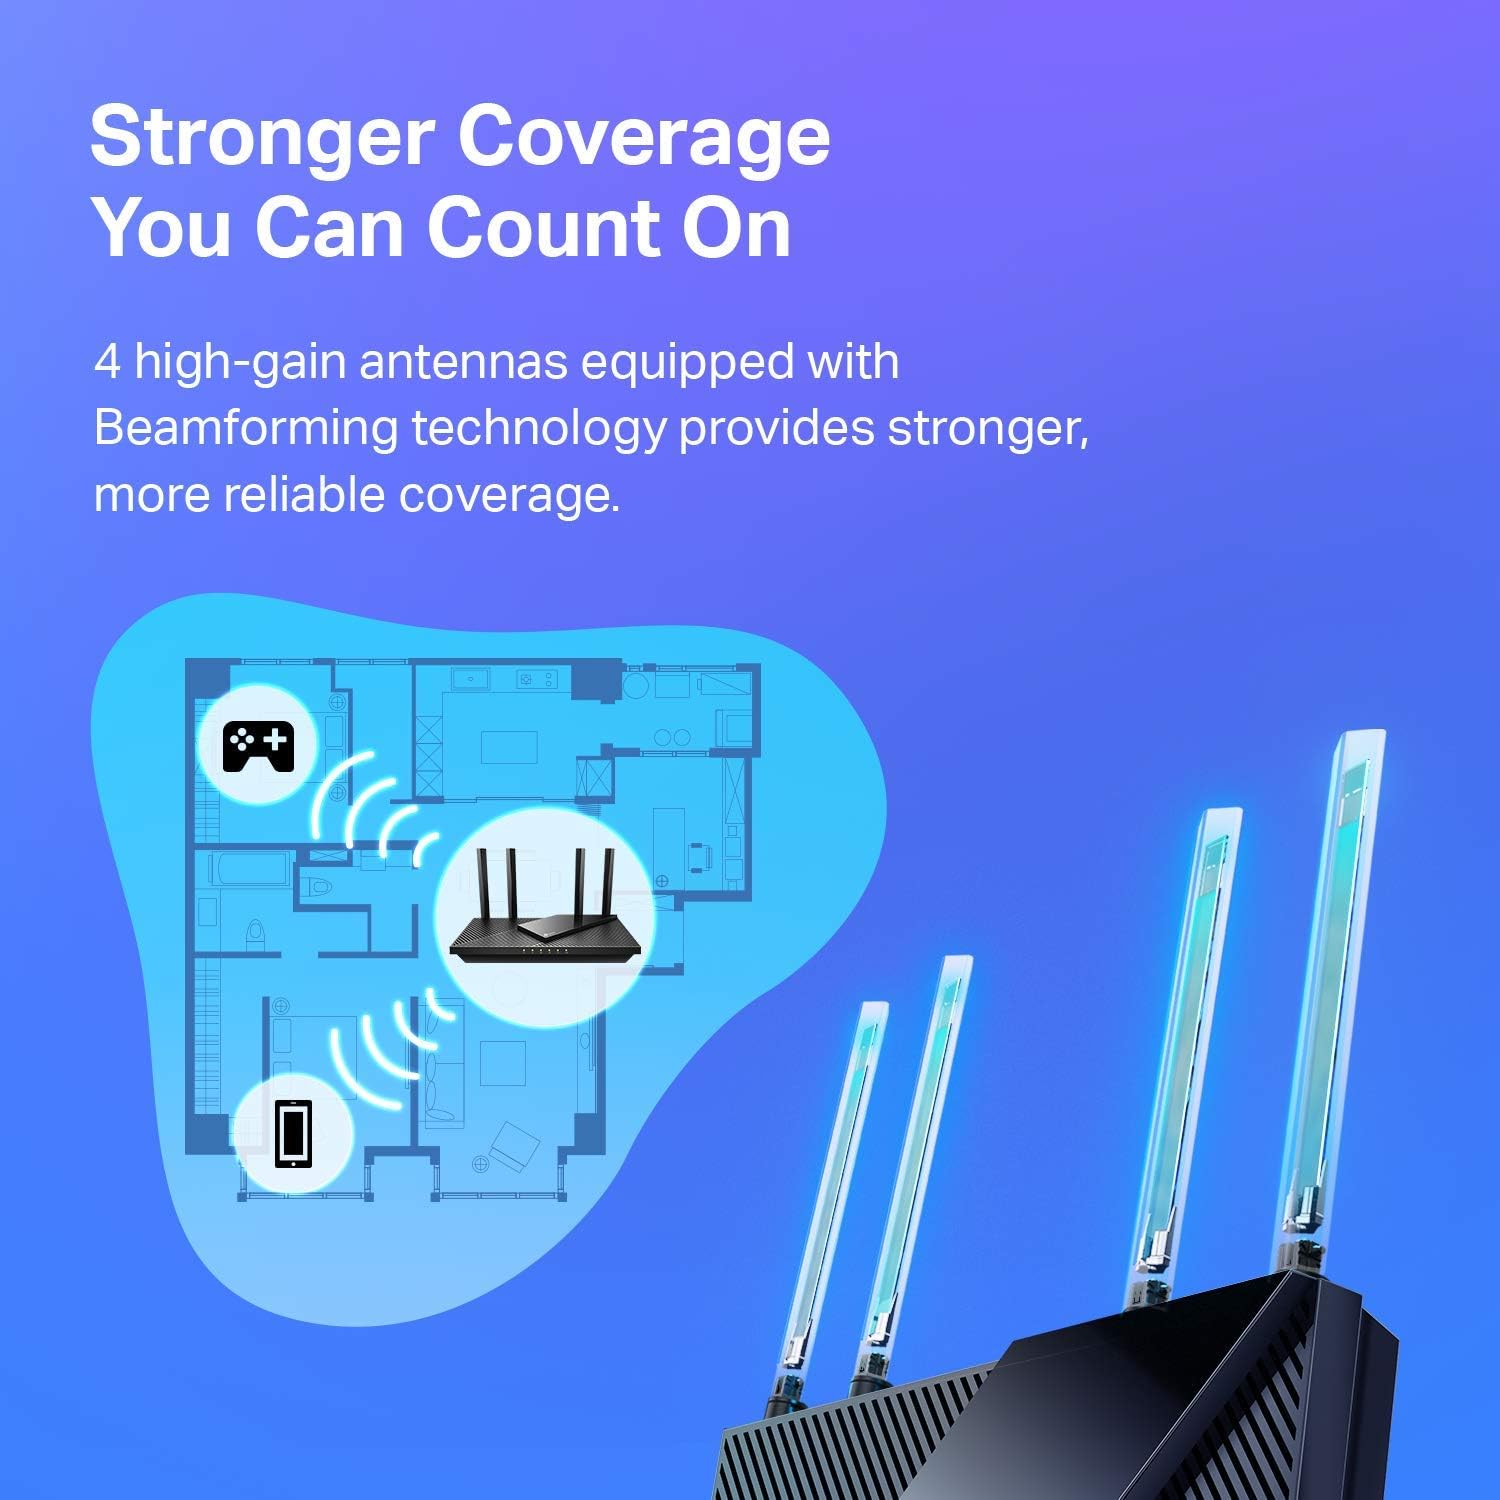 Stronger Coverage
You Can Count On
4 high-gain antennas equipped with
Beamforming technology provides stronger,
more reliable coverage.